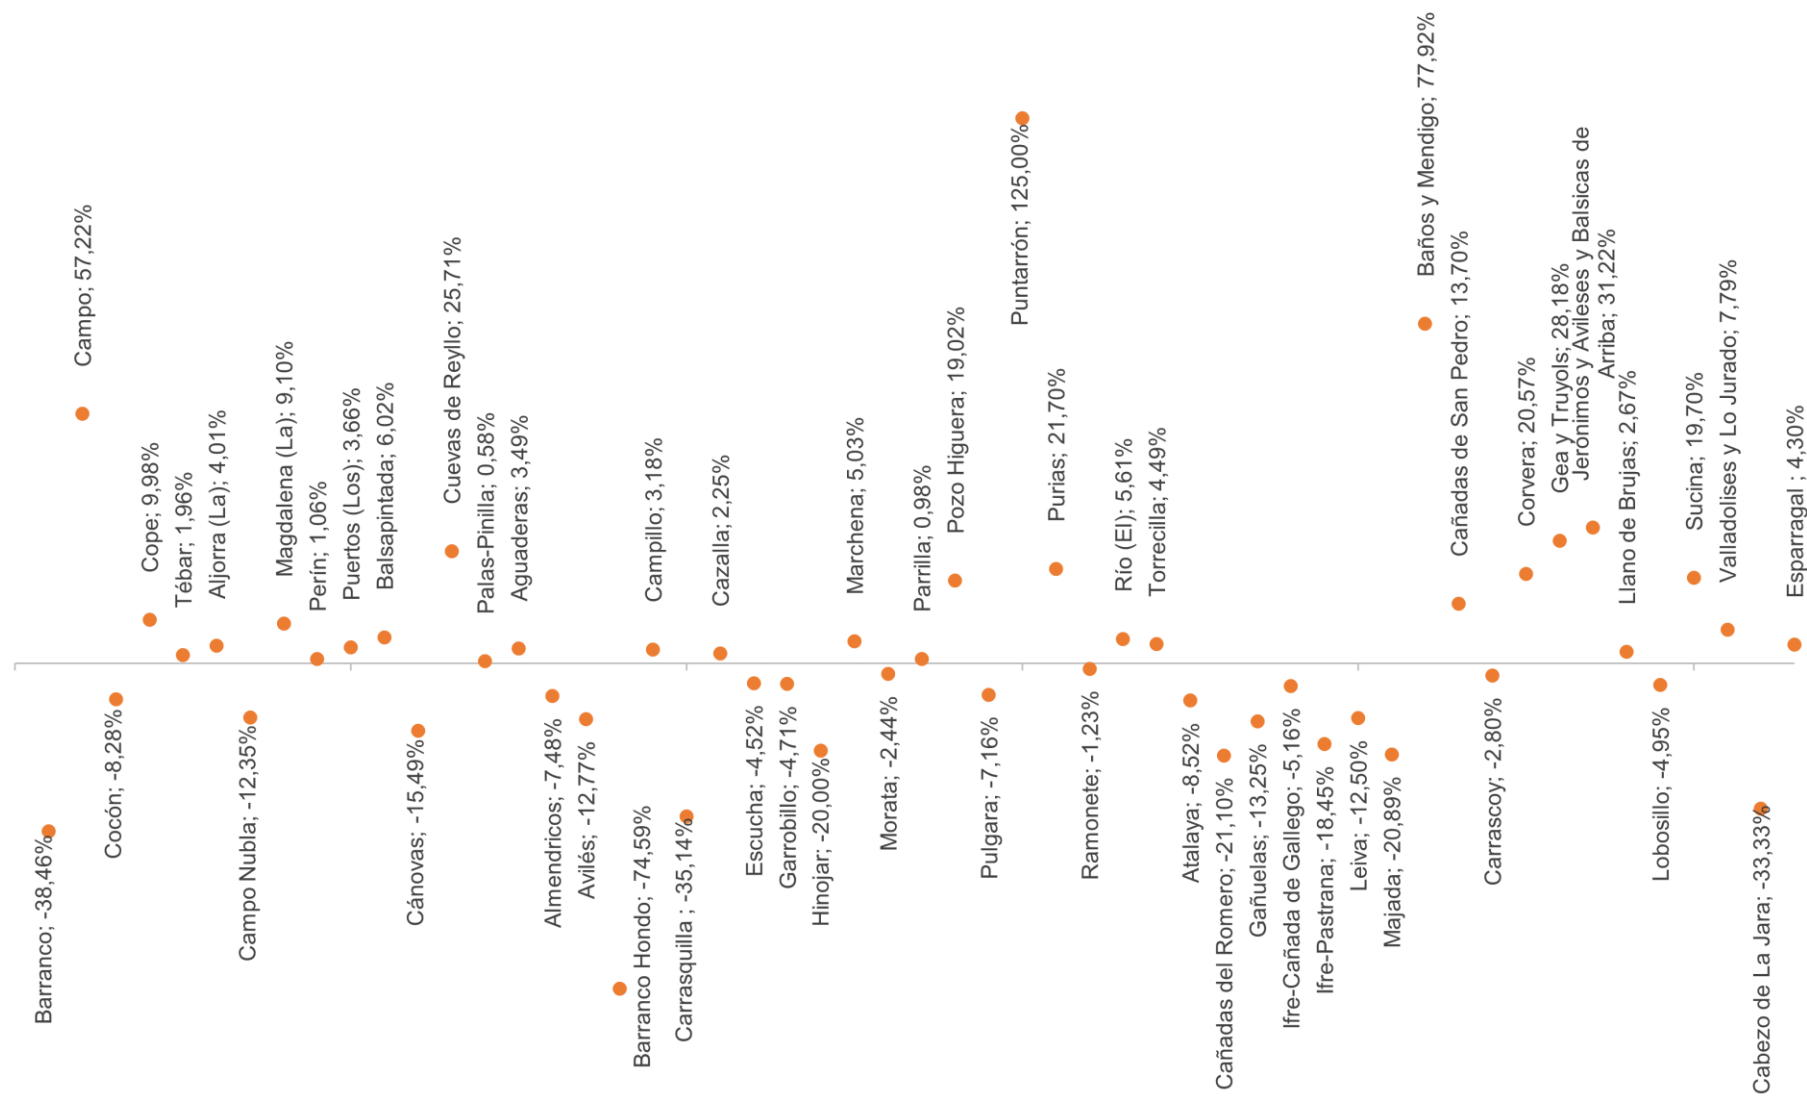 Barranco; -38,46%
Campo; 57,22%
Cocón; -8,28%
Cope; 9,98%
Tébar; 1,96%
Aljorra (La); 4,01%
Campo Nubla; -12,35%
Magdalena (La); 9,10%
Perín; 1,06%
Puertos (Los); 3,66%
Balsapintada; 6,02%
Cánovas; -15,49%
Cuevas de Reyllo; 25,71%
Palas-Pinilla; 0,58%
Aguaderas; 3,49%
Almendricos; -7,48%
Avilés; -12,77%
Barranco Hondo; -74,59%
Campillo; 3,18%
Carrasquilla ; -35,14%
Cazalla; 2,25%
Escucha; -4,52%
Garrobillo; -4,71%
Hinojar; -20,00%
Marchena; 5,03%
Morata; -2,44%
Parrilla; 0,98%
Pozo Higuera; 19,02%
Pulgara; -7,16%
Puntarrón; 125,00%
Purias; 21,70%
Ramonete; -1,23%
Río (El); 5,61%
Torrecilla; 4,49%
Atalaya; -8,52%
Cañadas del Romero; -21,10%
Gañuelas; -13,25%
Ifre-Cañada de Gallego; -5,16%
Ifre-Pastrana; -18,45%
Leiva; -12,50%
Majada; -20,89%
Baños y Mendigo; 77,92%
Cañadas de San Pedro; 13,70%
Carrascoy; -2,80%
Corvera; 20,57%
Gea y Truyols; 28,18%
Jerónimos y Avileses y Balsicas de
Arriba; 31,22%
Llano de Brujas; 2,67%
Lobosillo; -4,95%
Sucina; 19,70%
Valladolises y Lo Jurado; 7,79%
Cabezo de La Jara; -33,33%
Esparragal ; 4,30%